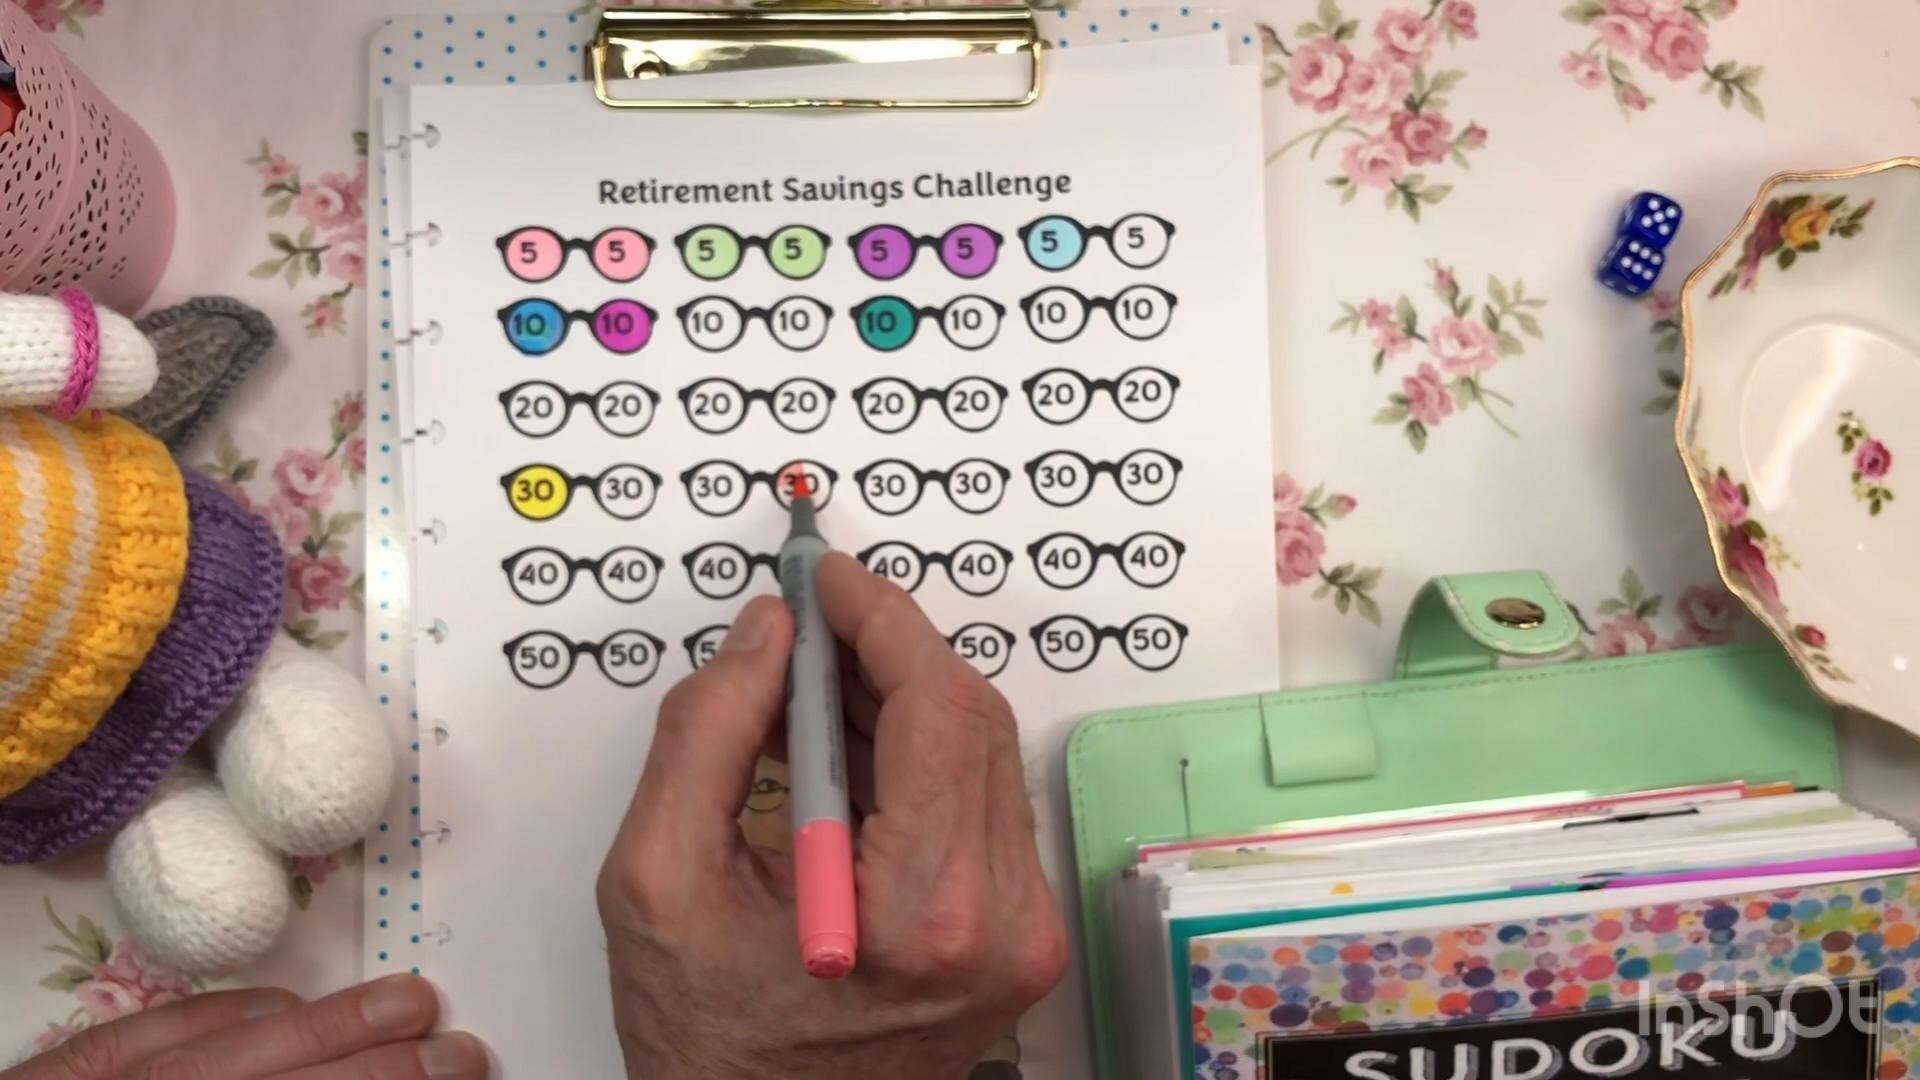 Retirement Savings Challenge
5 5 5 5 5 5 5 5
10 10 10 10 10 10 10 10
20 20 20 20 20 20 20 20
30 30 30 30 30 30 30 30
40 40 40 40 40 40 40
50 50 50 50 50
SUDOKU
InShOt